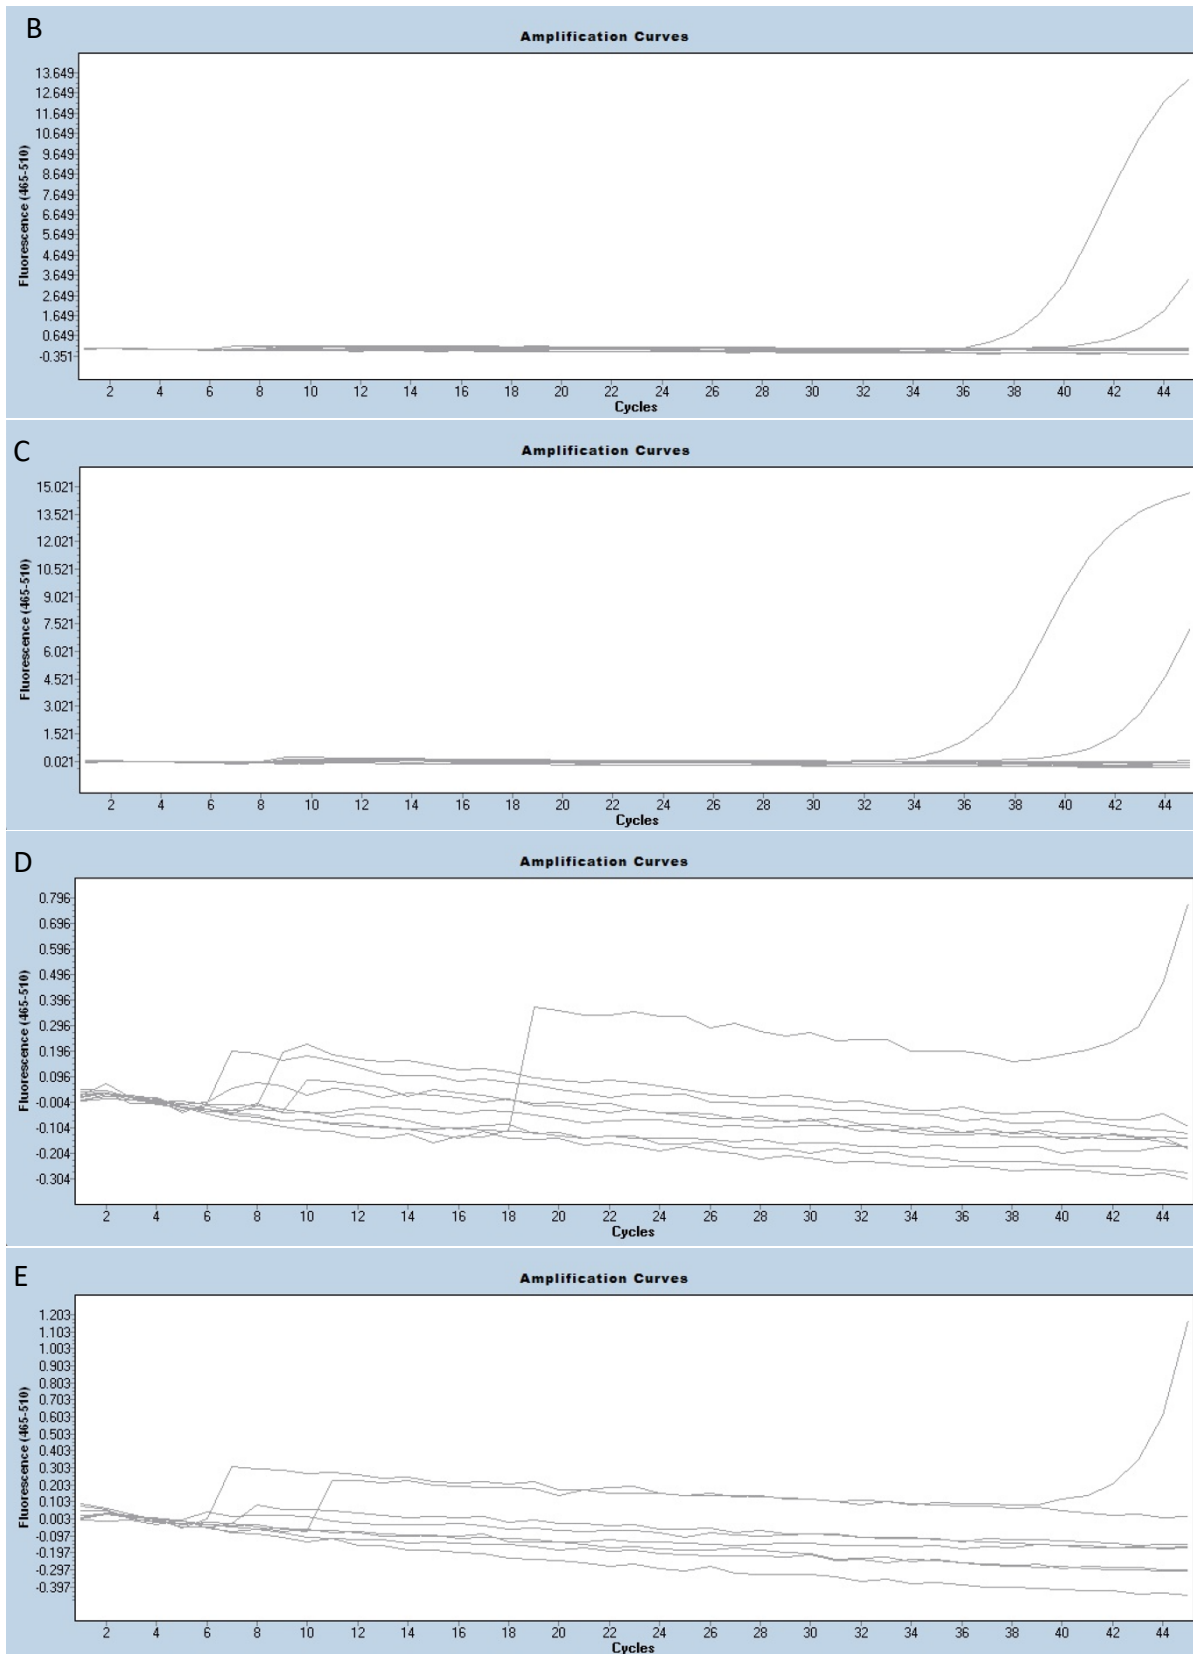 B
Amplification Curves
Fluorescence (465-510)
13.649
12.649
11.649
10.649
9.649
8.649
7.649
6.649
5.649
4.649
3.649
2.649
1.649
0.649
-0.351
2 4 6 8 10 12 14 16 18 20 22 24 26 28 30 32 34 36 38 40 42 44
Cycles
C
Amplification Curves
Fluorescence (465-510)
15.021
13.521
12.021
10.521
9.021
7.521
6.021
4.521
3.021
1.521
0.021
2 4 6 8 10 12 14 16 18 20 22 24 26 28 30 32 34 36 38 40 42 44
Cycles
D
Amplification Curves
Fluorescence (465-510)
0.796
0.696
0.596
0.496
0.396
0.296
0.196
0.096
-0.004
-0.104
-0.204
-0.304
2 4 6 8 10 12 14 16 18 20 22 24 26 28 30 32 34 36 38 40 42 44
Cycles
E
Amplification Curves
Fluorescence (465-510)
1.203
1.103
1.003
0.903
0.803
0.703
0.603
0.503
0.403
0.303
0.203
0.103
0.003
-0.097
-0.197
-0.297
-0.397
2 4 6 8 10 12 14 16 18 20 22 24 26 28 30 32 34 36 38 40 42 44
Cycles